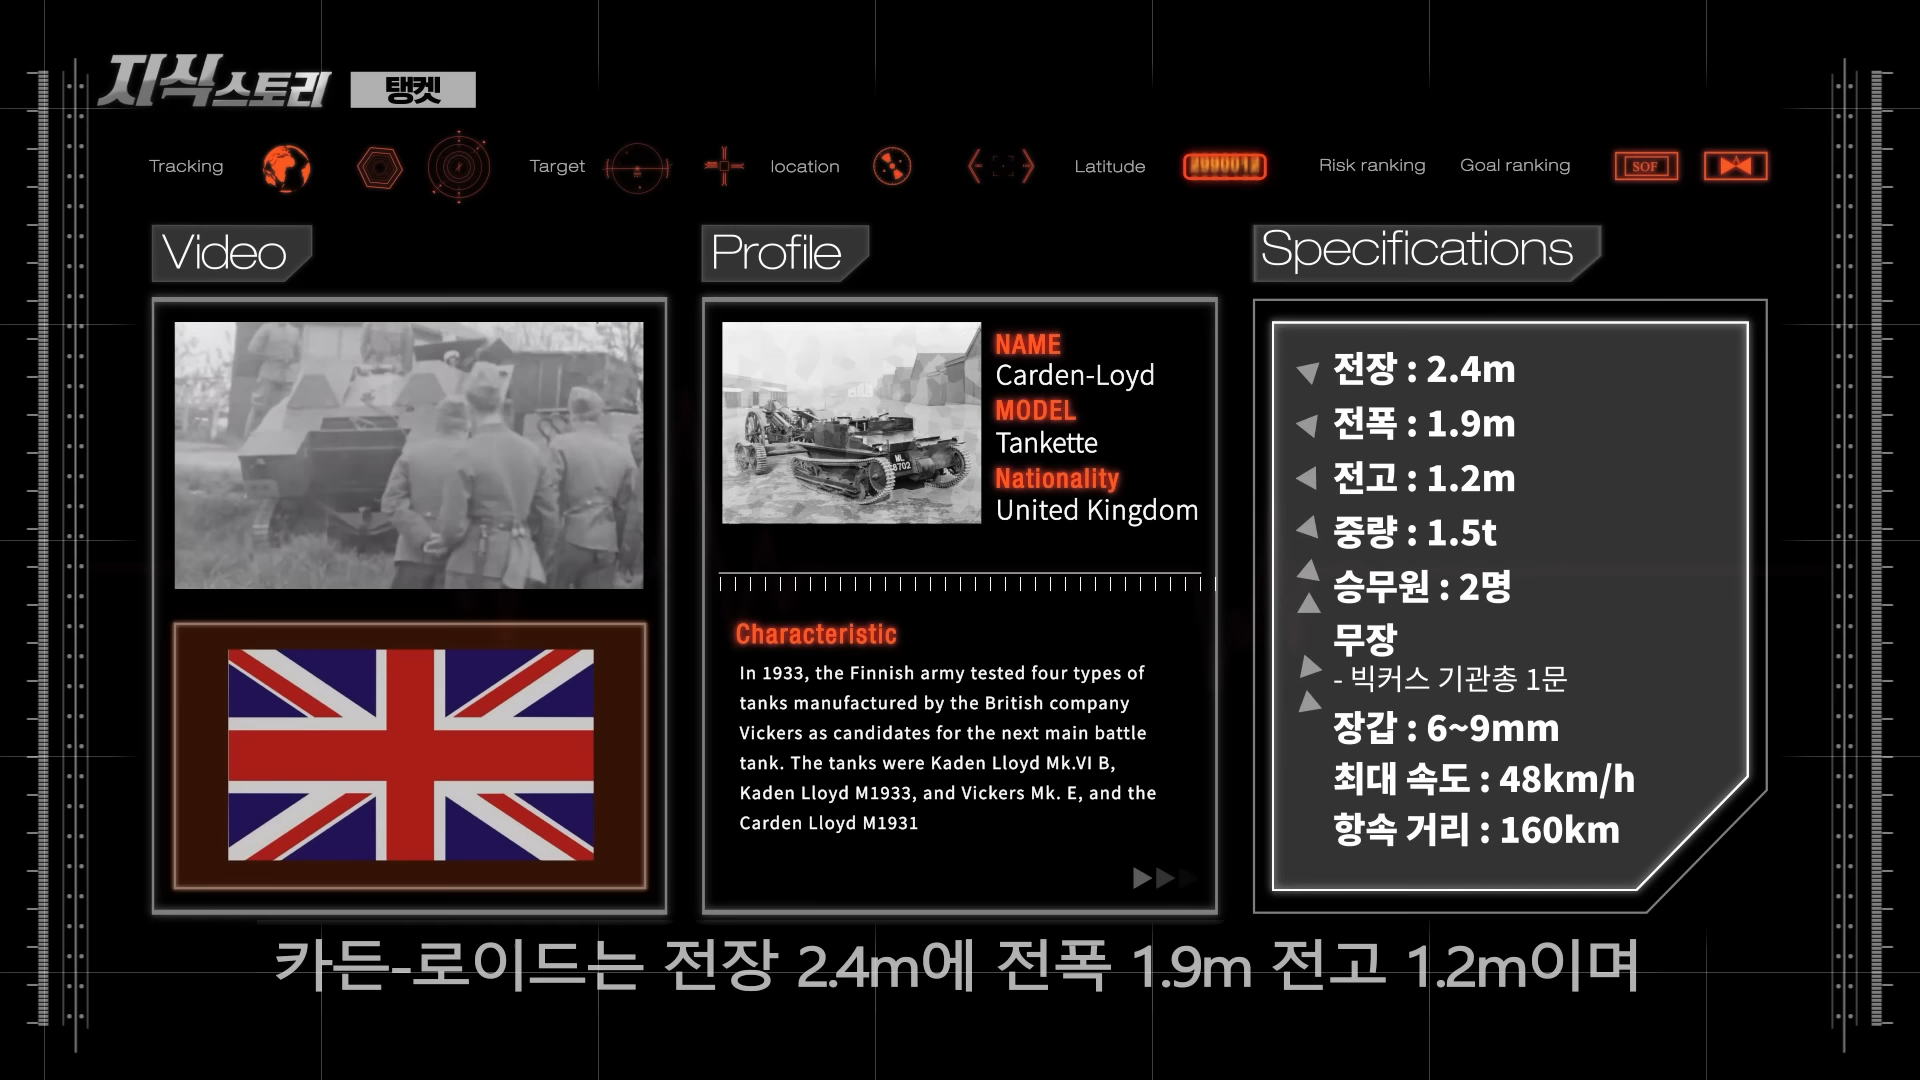 지식스토리 탱켓
Tracking Target location Latitude Risk ranking Goal ranking SOF
Video
Profile
NAME
Carden-Loyd
MODEL
Tankette
Nationality
United Kingdom
Characteristic
In 1933, the Finnish army tested four types of
tanks manufactured by the British company
Vickers as candidates for the next main battle
tank. The tanks were Kaden Lloyd Mk.VI B,
Kaden Lloyd M1933, and Vickers Mk. E, and the
Carden Lloyd M1931
Specifications
전장 : 2.4m
전폭 : 1.9m
전고 : 1.2m
중량 : 1.5t
승무원 : 2명
무장
- 빅커스 기관총 1문
장갑 : 6~9mm
최대 속도 : 48km/h
항속 거리 : 160km
카든-로이드는 전장 2.4m에 전폭 1.9m 전고 1.2m이며